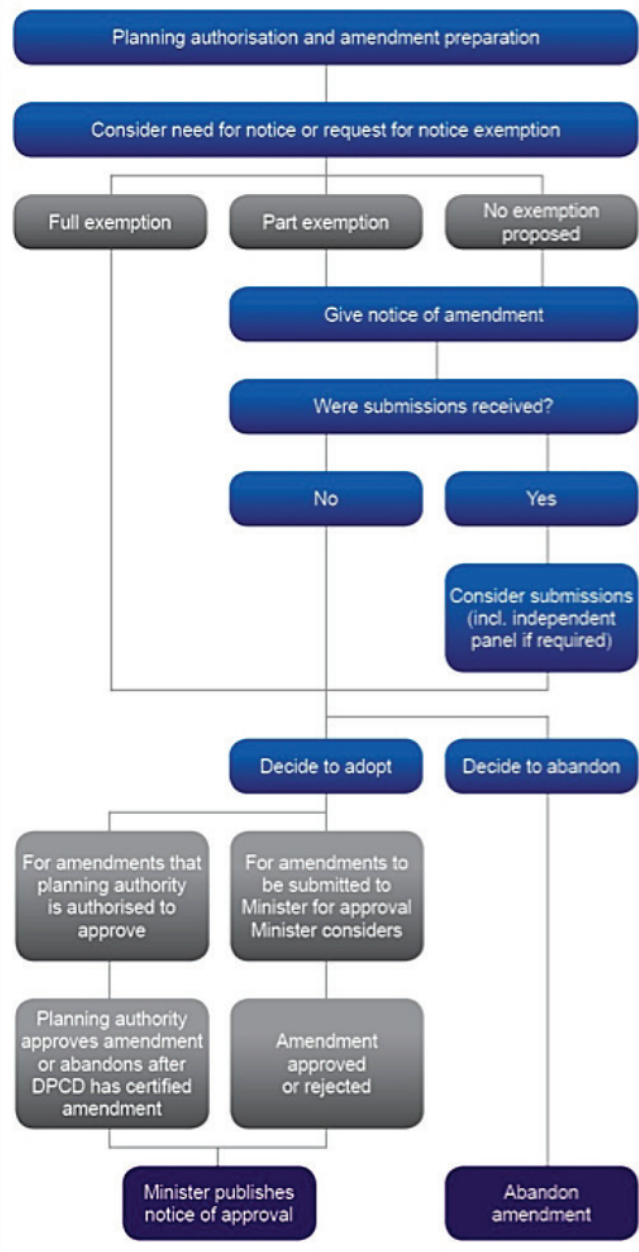 Planning authorisation and amendment preparation
Consider need for notice or request for notice exemption
Full exemption
Part exemption
No exemption
proposed
Give notice of amendment
Were submissions received?
No
Yes
Consider submissions
(incl. independent
panel if required)
Decide to adopt
Decide to abandon
For amendments that
planning authority
is authorised to
approve
For amendments to
be submitted to
Minister for approval
Minister considers
Planning authority
approves amendment
or abandons after
DPCD has certified
amendment
Amendment
approved
or rejected
Minister publishes
notice of approval
Abandon
amendment